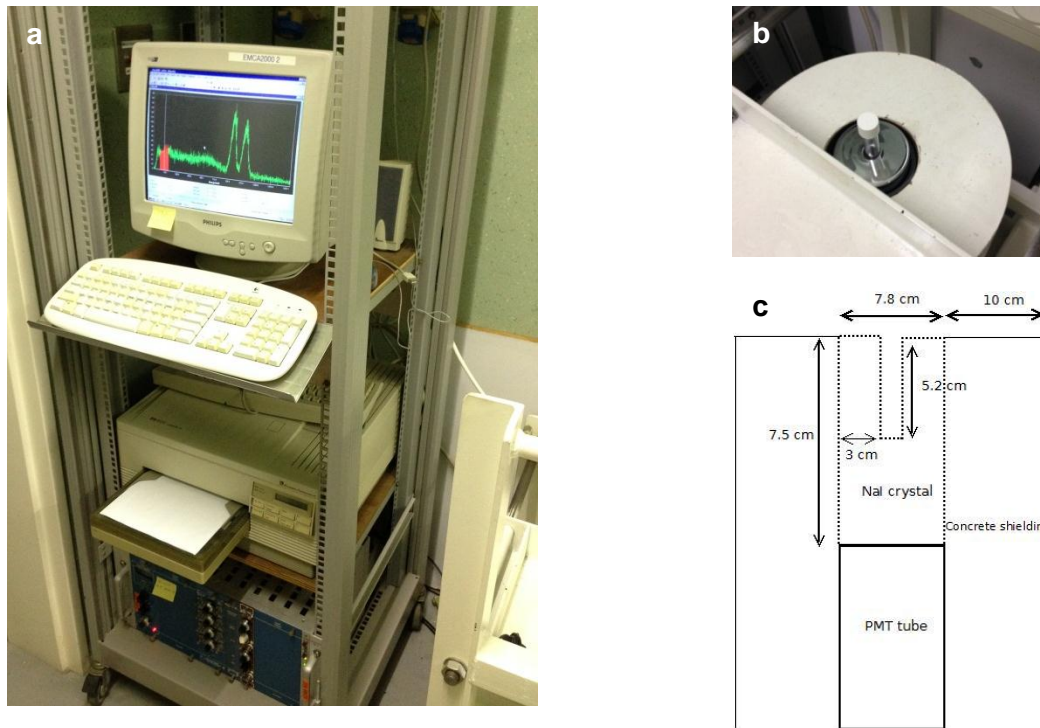 a
EMCA2000 2
PHILIPS
b
c
7.8 cm
10 cm
5.2 cm
7.5 cm
3 cm
NaI crystal
Concrete shieldin
PMT tube